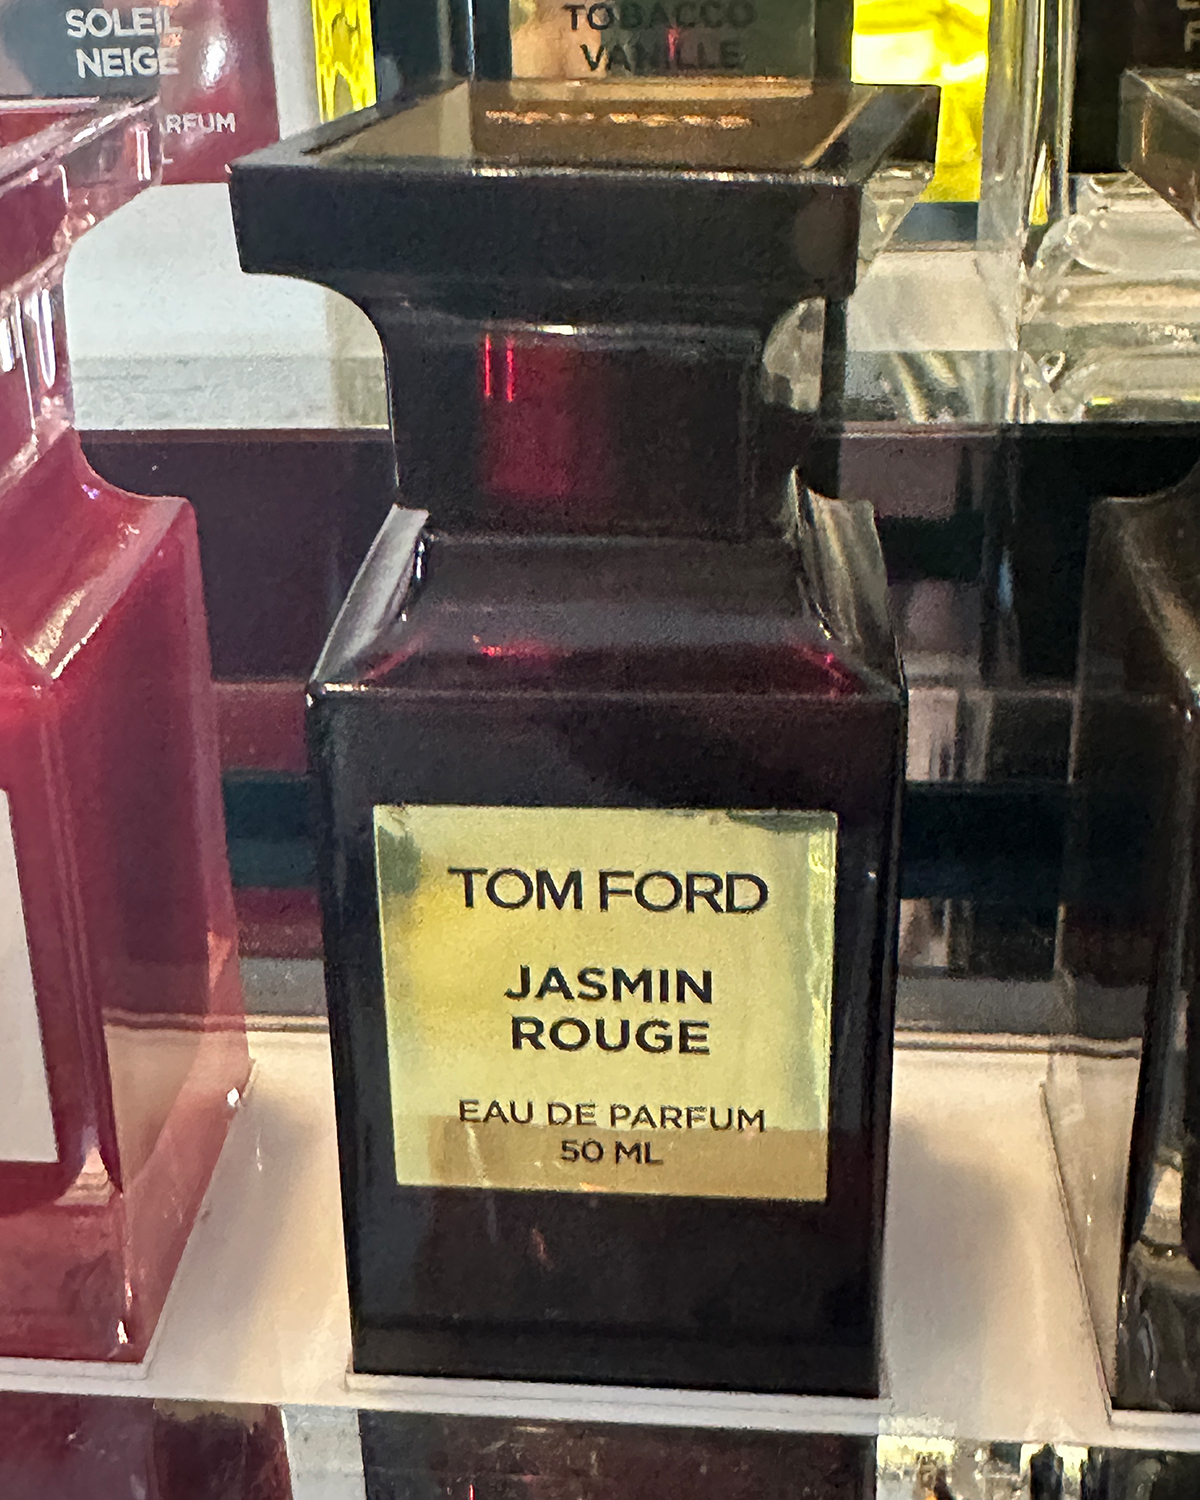 SOLEIL
NEIGE
TOBACCO
VANILLE
TOM FORD
JASMIN
ROUGE
EAU DE PARFUM
50 ML